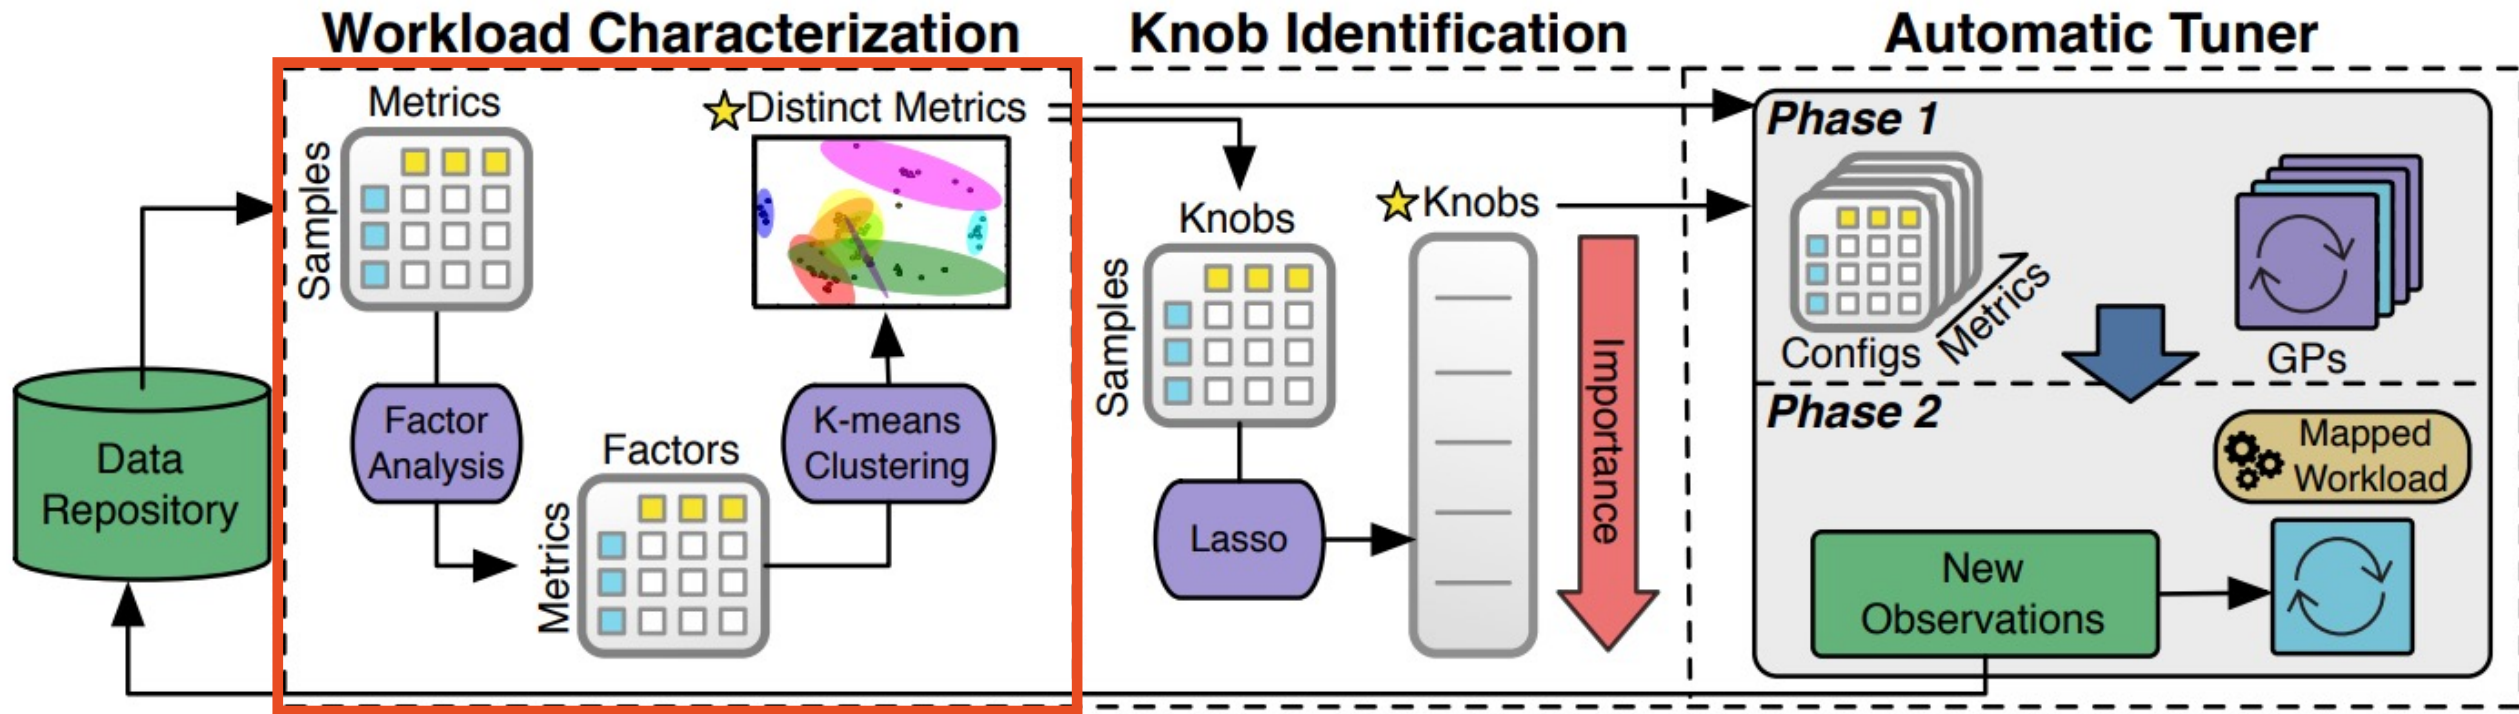 Workload Characterization
Knob Identification
Automatic Tuner
Data
Repository
Metrics
Samples
Factor
Analysis
Factors
Metrics
K-means
Clustering
Distinct Metrics
Knobs
Samples
Lasso
Knobs
Importance
Phase 1
Configs
Metrics
GPs
Phase 2
Mapped
Workload
New
Observations